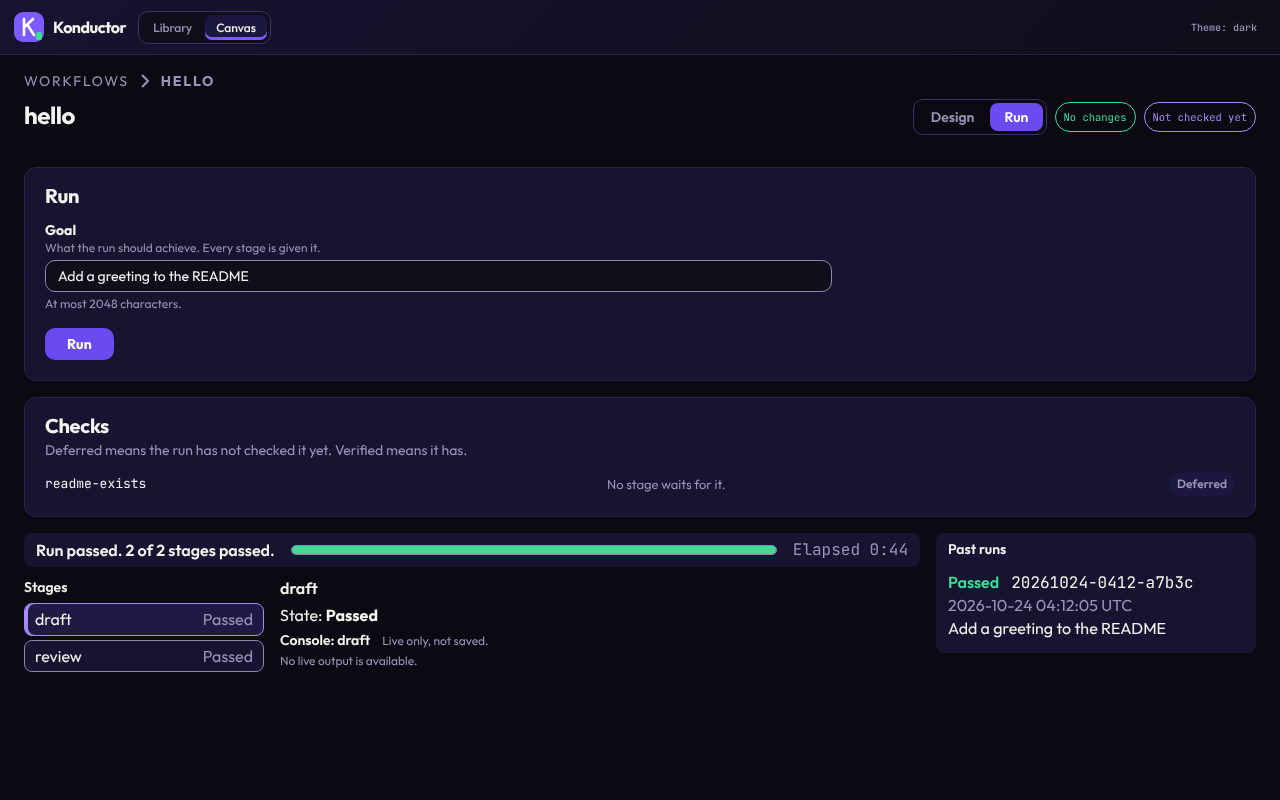 Konductor
Library
Canvas
Theme: dark
WORKFLOWS > HELLO
hello
Design
Run
No changes
Not checked yet
Run
Goal
What the run should achieve. Every stage is given it.
Add a greeting to the README
At most 2048 characters.
Run
Checks
Deferred means the run has not checked it yet. Verified means it has.
readme-exists
No stage waits for it.
Deferred
Run passed. 2 of 2 stages passed.
Elapsed 0:44
Stages
draft Passed
review Passed
draft
State: Passed
Console: draft Live only, not saved.
No live output is available.
Past runs
Passed 20261024-0412-a7b3c
2026-10-24 04:12:05 UTC
Add a greeting to the README